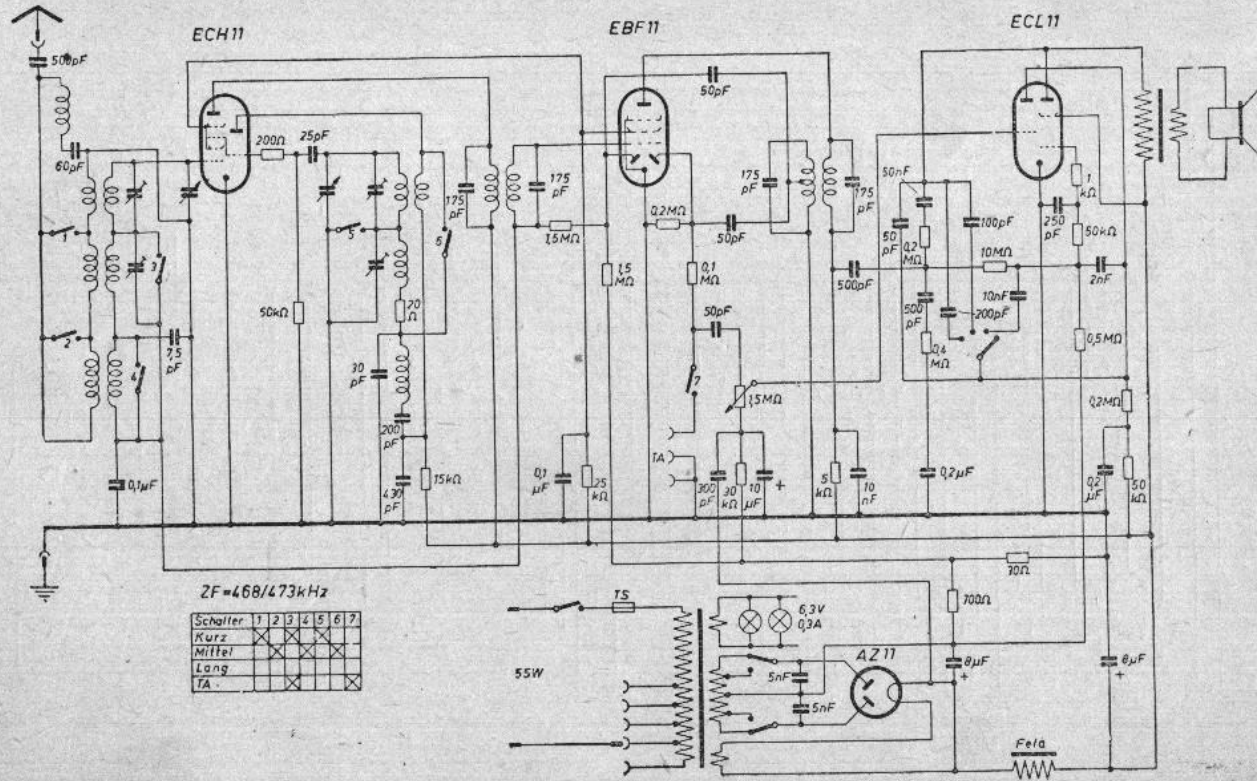 ECH11
EBF11
ECL11
500pF
60pF
200Ω
25pF
50pF
175 pF
175 pF
1,5MΩ
0.2MΩ
50pF
175 pF
175 pF
50nF
50 pF
0,2 MΩ
100pF
1 kΩ
250 pF
50kΩ
10MΩ
2nF
1
2
3
4
5
6
7
7,5 pF
50kΩ
20 Ω
30 pF
200 pF
430 pF
15kΩ
1,5 MΩ
0,1 MΩ
50pF
1,5MΩ
500pF
500 pF
0,4 MΩ
200pF
10nF
0,5MΩ
0,2MΩ
0,1µF
0,1 µF
25 kΩ
TA
300 pF
30 kΩ
10 µF
+
5 kΩ
10 nF
0,2µF
0,2 µF
50 kΩ
ZF=468/473kHz
Schalter 1 2 3 4 5 6 7
Kurz
Mittel
Lang
TA
TS
55W
6,3V
0,3A
5nF
5nF
AZ11
30Ω
700Ω
8µF
+
8µF
+
Feld